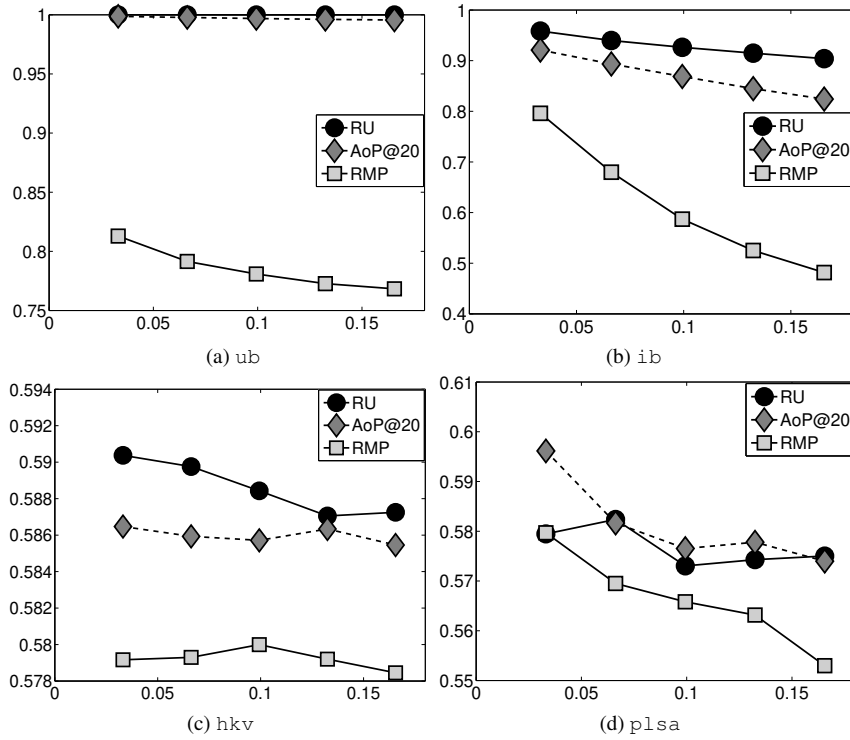 1
0.95
0.9
0.85
0.8
0.75
0
0.05
0.1
0.15
RU
AoP@20
RMP
(a) ub
1
0.9
0.8
0.7
0.6
0.5
0.4
0
0.05
0.1
0.15
RU
AoP@20
RMP
(b) ib
0.594
0.592
0.59
0.588
0.586
0.584
0.582
0.58
0.578
0
0.05
0.1
0.15
RU
AoP@20
RMP
(c) hkv
0.61
0.6
0.59
0.58
0.57
0.56
0.55
0
0.05
0.1
0.15
RU
AoP@20
RMP
(d) plsa